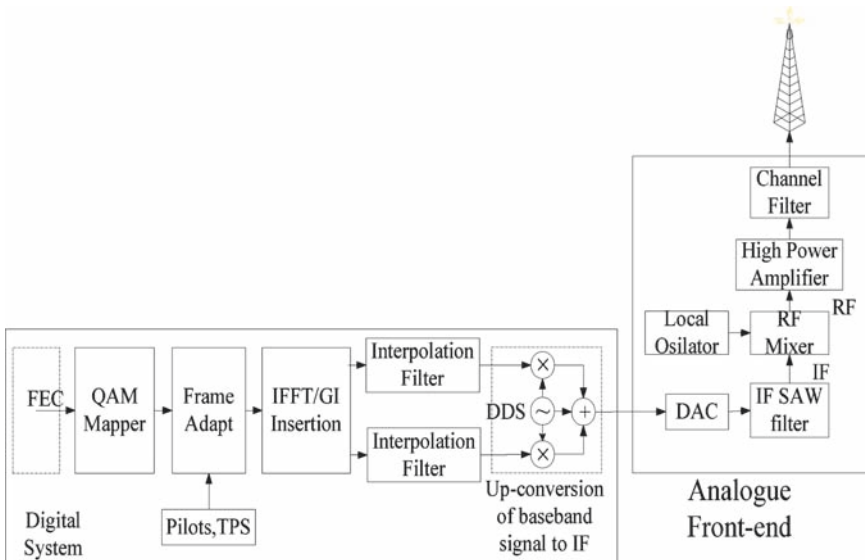 Channel
Filter
High Power
Amplifier
RF
Local
Osilator
RF
Mixer
IF
DAC
IF SAW
filter
Analogue
Front-end
FEC
QAM
Mapper
Frame
Adapt
IFFT/GI
Insertion
Interpolation
Filter
Interpolation
Filter
DDS
Up-conversion
of baseband
signal to IF
Pilots,TPS
Digital
System